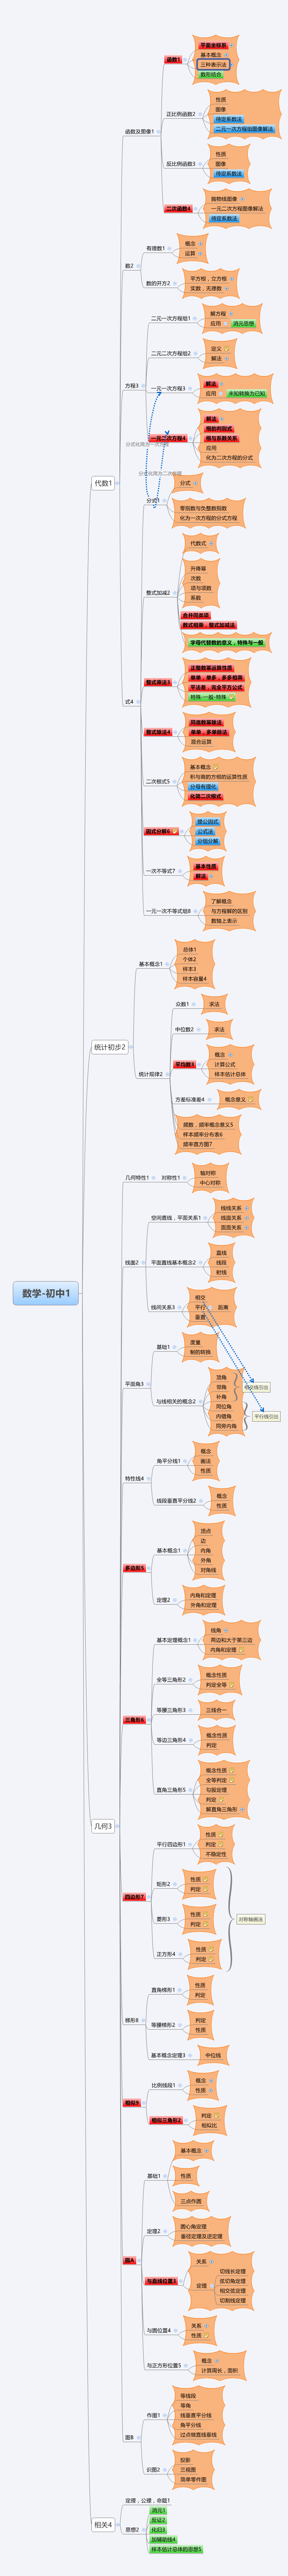 数学-初中1
代数1
函数及图像1
函数1
平面坐标系
基本概念
三种表示法
数形结合
正比例函数2
性质
图像
待定系数法
二元一次方程组图像解法
反比例函数3
性质
图像
待定系数法
二次函数4
抛物线图像
一元二次方程图像解法
待定系数法
数2
有理数1
概念
运算
数的开方2
平方根，立方根
实数，无理数
方程3
二元一次方程组1
解方程
应用
消元思想
二元二次方程组2
定义
解法
一元一次方程3
解法
应用
未知转换为已知
一元二次方程4
解法
根的判别式
根与系数关系
应用
化为二次方程的分式
分式化简为一次方程
分式化简为二次方程
式4
分式1
分式
零指数与负整数指数
化为一次方程的分式方程
整式加减2
代数式
升降幂
次数
项与项数
系数
合并同类项
数式相乘，整式加减法
字母代替数的意义，特殊与一般
整式乘法3
正整数幂运算性质
单单，单多，多多相乘
平法差，完全平方公式
特殊-一般-特殊
整式除法4
同底数幂除法
单单，多单除法
混合运算
二次根式5
基本概念
积与商的方根的运算性质
分母有理化
化简二次根式
因式分解6
提公因式
公式法
分组分解
一次不等式7
基本性质
解法
一元一次不等式组8
了解概念
与方程解的区别
数轴上表示
统计初步2
基本概念1
总体1
个体2
样本3
样本容量4
统计规律2
众数1
求法
中位数2
求法
平均数3
概念
计算公式
样本估计总体
方差标准差4
概念意义
频数，频率概念意义5
样本频率分布表6
频率直方图7
几何3
几何特性1
对称性1
轴对称
中心对称
线面2
空间直线，平面关系1
线线关系
线面关系
面面关系
平面直线基本概念2
直线
线段
射线
线间关系3
相交
平行
距离
垂直
平面角3
基础1
度量
制的转换
与线相关的概念2
顶角
邻角
补角
同位角
内错角
同旁内角
相交线引出
平行线引出
特性线4
角平分线1
概念
画法
性质
线段垂直平分线2
概念
性质
多边形5
基本概念1
顶点
边
内角
外角
对角线
定理2
内角和定理
外角和定理
三角形6
基本定理概念1
线角
两边和大于第三边
内角和定理
全等三角形2
概念性质
判定全等
等腰三角形3
三线合一
等边三角形4
概念性质
判定
直角三角形5
概念性质
全等判定
勾股定理
判定
解直角三角形
四边形7
平行四边形1
性质
判定
不稳定性
矩形2
性质
判定
菱形3
性质
判定
正方形4
性质
判定
对称轴画法
梯形8
直角梯形1
性质
判定
等腰梯形2
判定
性质
基本概念定理3
中位线
相似9
比例线段1
概念
性质
相似三角形2
判定
相似比
圆A
基础1
基本概念
性质
三点作圆
定理2
圆心角定理
垂径定理及逆定理
与直线位置3
关系
定理
切线长定理
弦切角定理
相交弦定理
切割线定理
与圆位置4
关系
性质
与正方形位置5
概念
计算周长，面积
图B
作图1
等线段
等角
线垂直平分线
角平分线
过点做直线垂线
识图2
投影
三视图
简单零件图
相关4
定理，公理，命题1
思想2
消元1
反证2
化归3
加辅助线4
样本估计总体的思想5